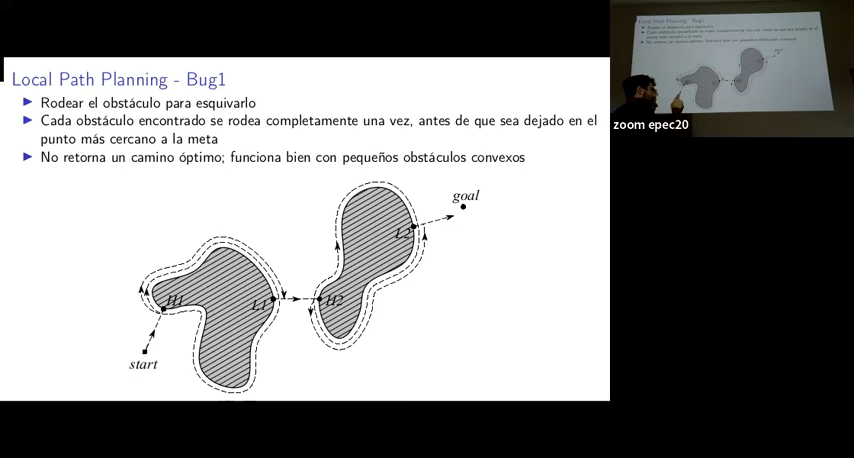 Local Path Planning - Bug1
Rodear el obstáculo para esquivarlo
Cada obstáculo encontrado se rodea completamente una vez, antes de que sea dejado en el
punto más cercano a la meta
No retorna un camino óptimo; funciona bien con pequeños obstáculos convexos
goal
L2
H1
L1
H2
start
Local Path Planning - Bug1
zoom epec20